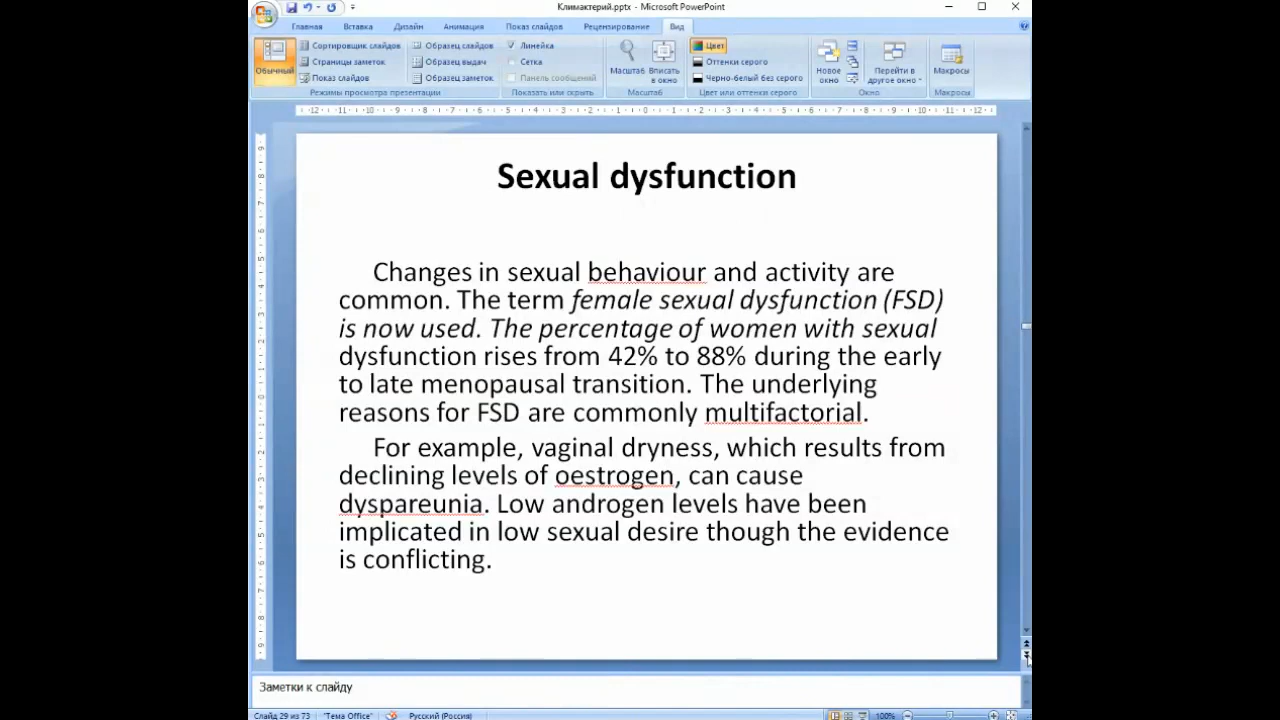 Климактерий.pptx - Microsoft PowerPoint
Главная Вставка Дизайн Анимация Показ слайдов Рецензирование Вид
Обычный
Сортировщик слайдов
Страницы заметок
Показ слайдов
Образец слайдов
Образец выдач
Образец заметок
Режимы просмотра презентации
Линейка
Сетка
Панель сообщений
Показать или скрыть
Масштаб
Вписать в окно
Масштаб
Цвет
Оттенки серого
Черно-белый без серого
Цвет или оттенки серого
Новое окно
Перейти в другое окно
Окно
Макросы
Макросы
Sexual dysfunction
Changes in sexual behaviour and activity are
common. The term female sexual dysfunction (FSD)
is now used. The percentage of women with sexual
dysfunction rises from 42% to 88% during the early
to late menopausal transition. The underlying
reasons for FSD are commonly multifactorial.
For example, vaginal dryness, which results from
declining levels of oestrogen, can cause
dyspareunia. Low androgen levels have been
implicated in low sexual desire though the evidence
is conflicting.
Заметки к слайду
Слайд 29 из 73 "Тема Office" Русский (Россия) 100%